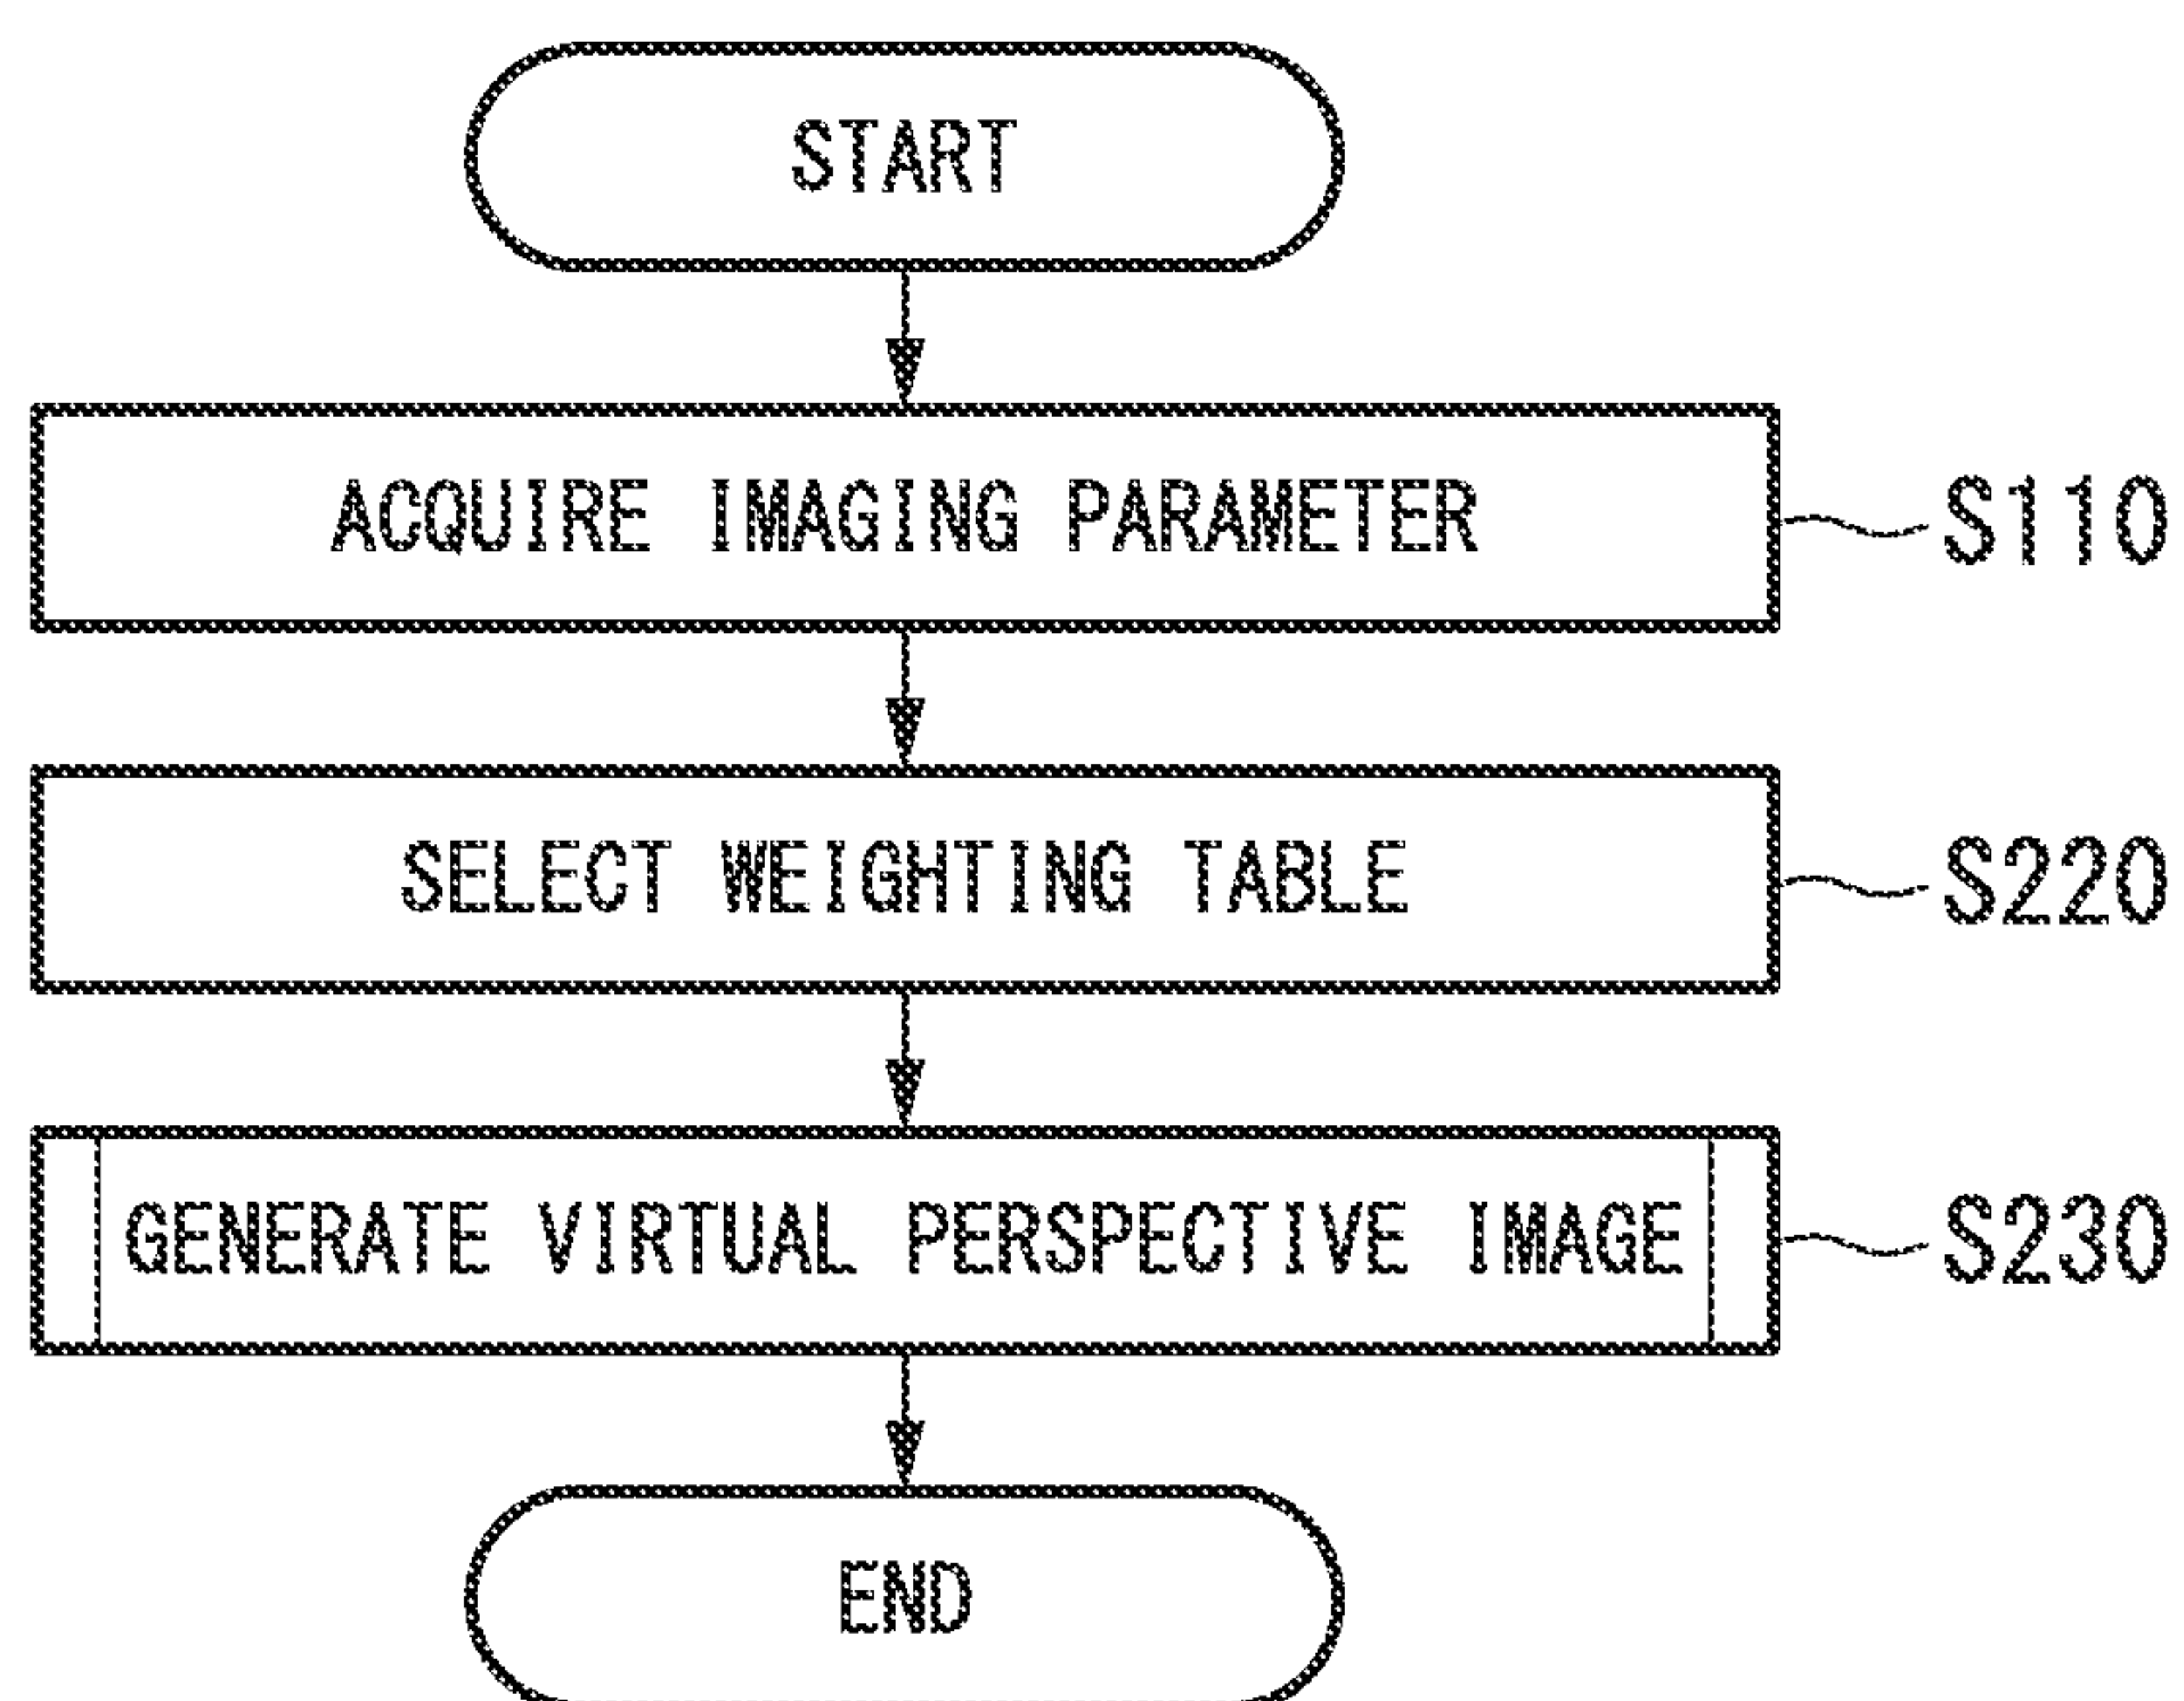 START
ACQUIRE IMAGING PARAMETER
S110
SELECT WEIGHTING TABLE
S220
GENERATE VIRTUAL PERSPECTIVE IMAGE
S230
END